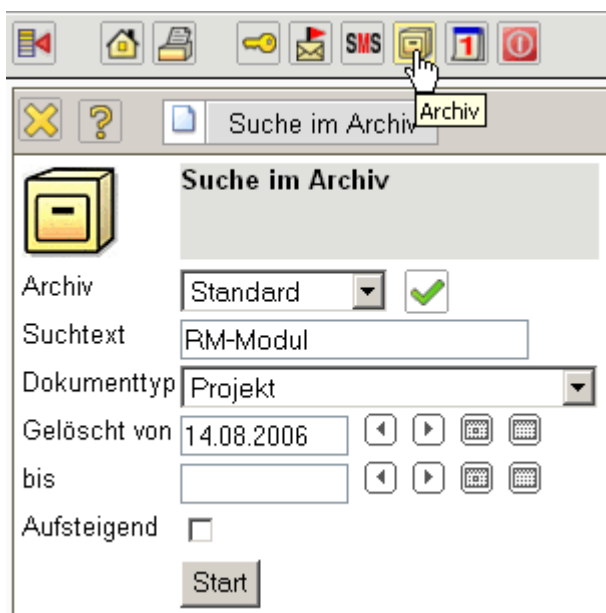 SMS
1
Archiv
Suche im Archiv
Suche im Archiv
Archiv Standard
Suchtext RM-Modul
Dokumenttyp Projekt
Gelöscht von 14.08.2006
bis
Aufsteigend
Start